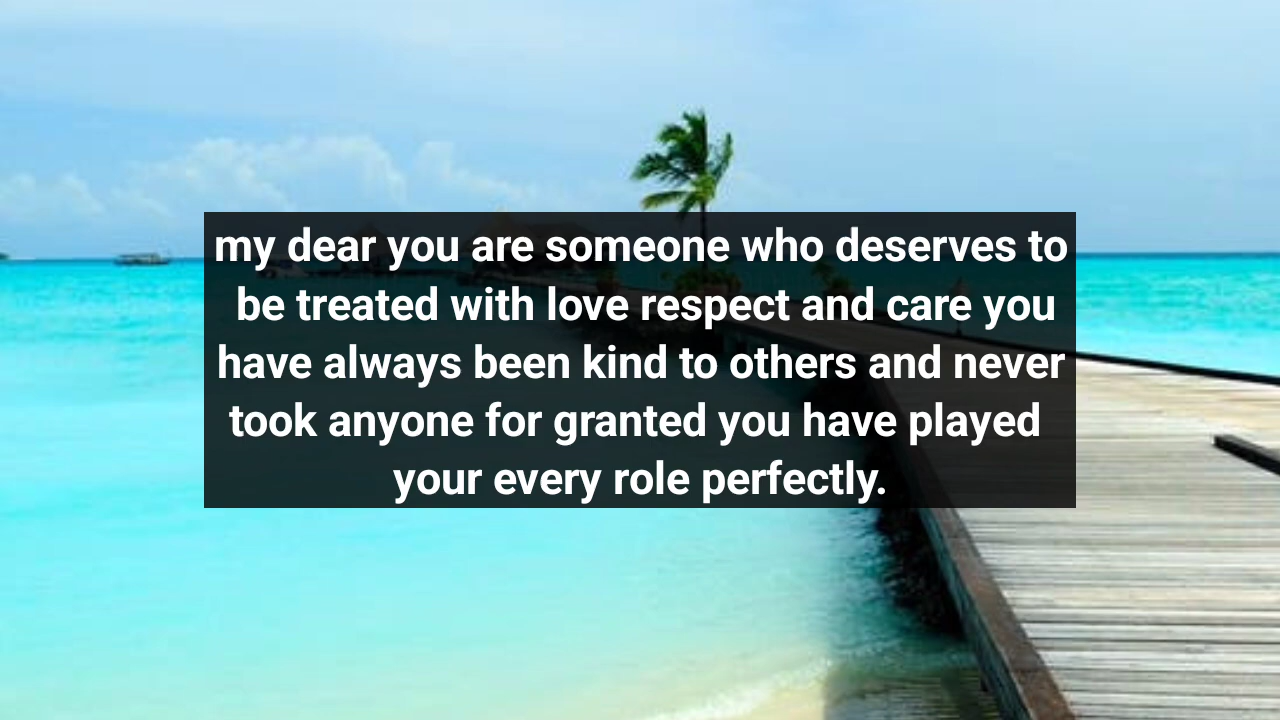 my dear you are someone who deserves to
be treated with love respect and care you
have always been kind to others and never
took anyone for granted you have played
your every role perfectly.